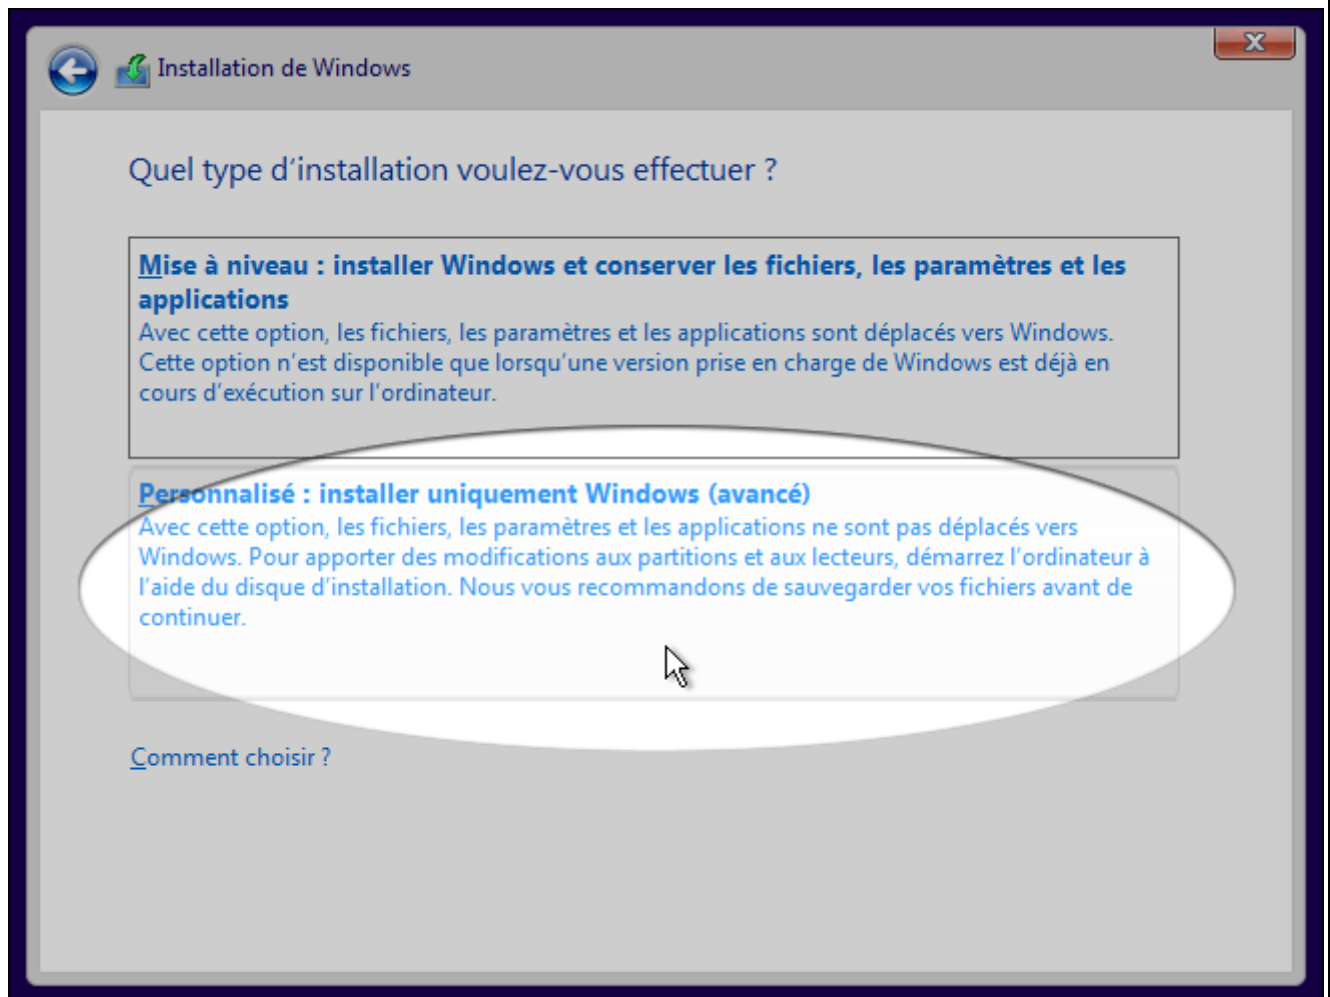 Installation de Windows
Quel type d’installation voulez-vous effectuer ?
Mise à niveau : installer Windows et conserver les fichiers, les paramètres et les
applications
Avec cette option, les fichiers, les paramètres et les applications sont déplacés vers Windows.
Cette option n’est disponible que lorsqu’une version prise en charge de Windows est déjà en
cours d’exécution sur l’ordinateur.
Personnalisé : installer uniquement Windows (avancé)
Avec cette option, les fichiers, les paramètres et les applications ne sont pas déplacés vers
Windows. Pour apporter des modifications aux partitions et aux lecteurs, démarrez l’ordinateur à
l’aide du disque d’installation. Nous vous recommandons de sauvegarder vos fichiers avant de
continuer.
Comment choisir ?